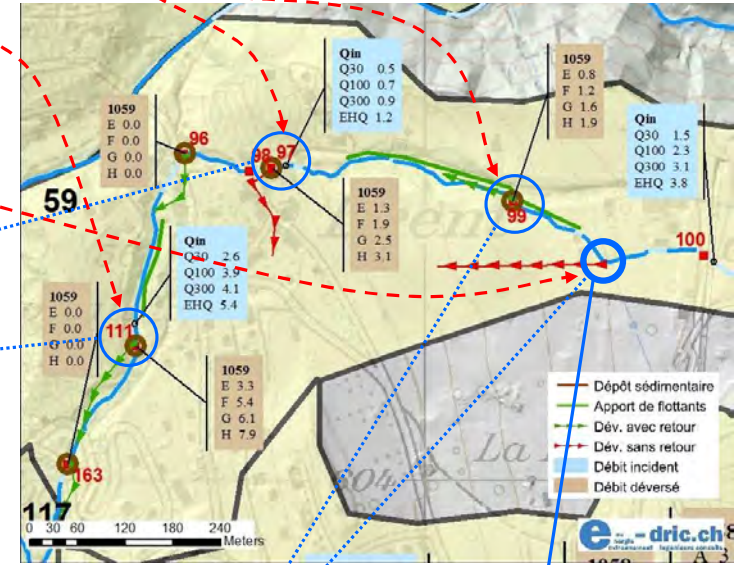 Qin
Q30 0.5
Q100 0.7
Q300 0.9
EHQ 1.2
1059
E 0.8
F 1.2
G 1.6
H 1.9
1059
E 0.0
F 0.0
G 0.0
H 0.0
96
98 97
Qin
Q30 1.5
Q100 2.3
Q300 3.1
EHQ 3.8
59
1059
E 1.3
F 1.9
G 2.5
H 3.1
99
100
Qin
Q30 2.6
Q100 3.9
Q300 4.1
EHQ 5.4
1059
E 0.0
F 0.0
G 0.0
H 0.0
111
1059
E 3.3
F 5.4
G 6.1
H 7.9
163
117
La
804
Dépôt sédimentaire
Apport de flottants
Dév. avec retour
Dév. sans retour
Débit incident
Débit déversé
0 30 60 120 180 240
Meters
e-dric.ch